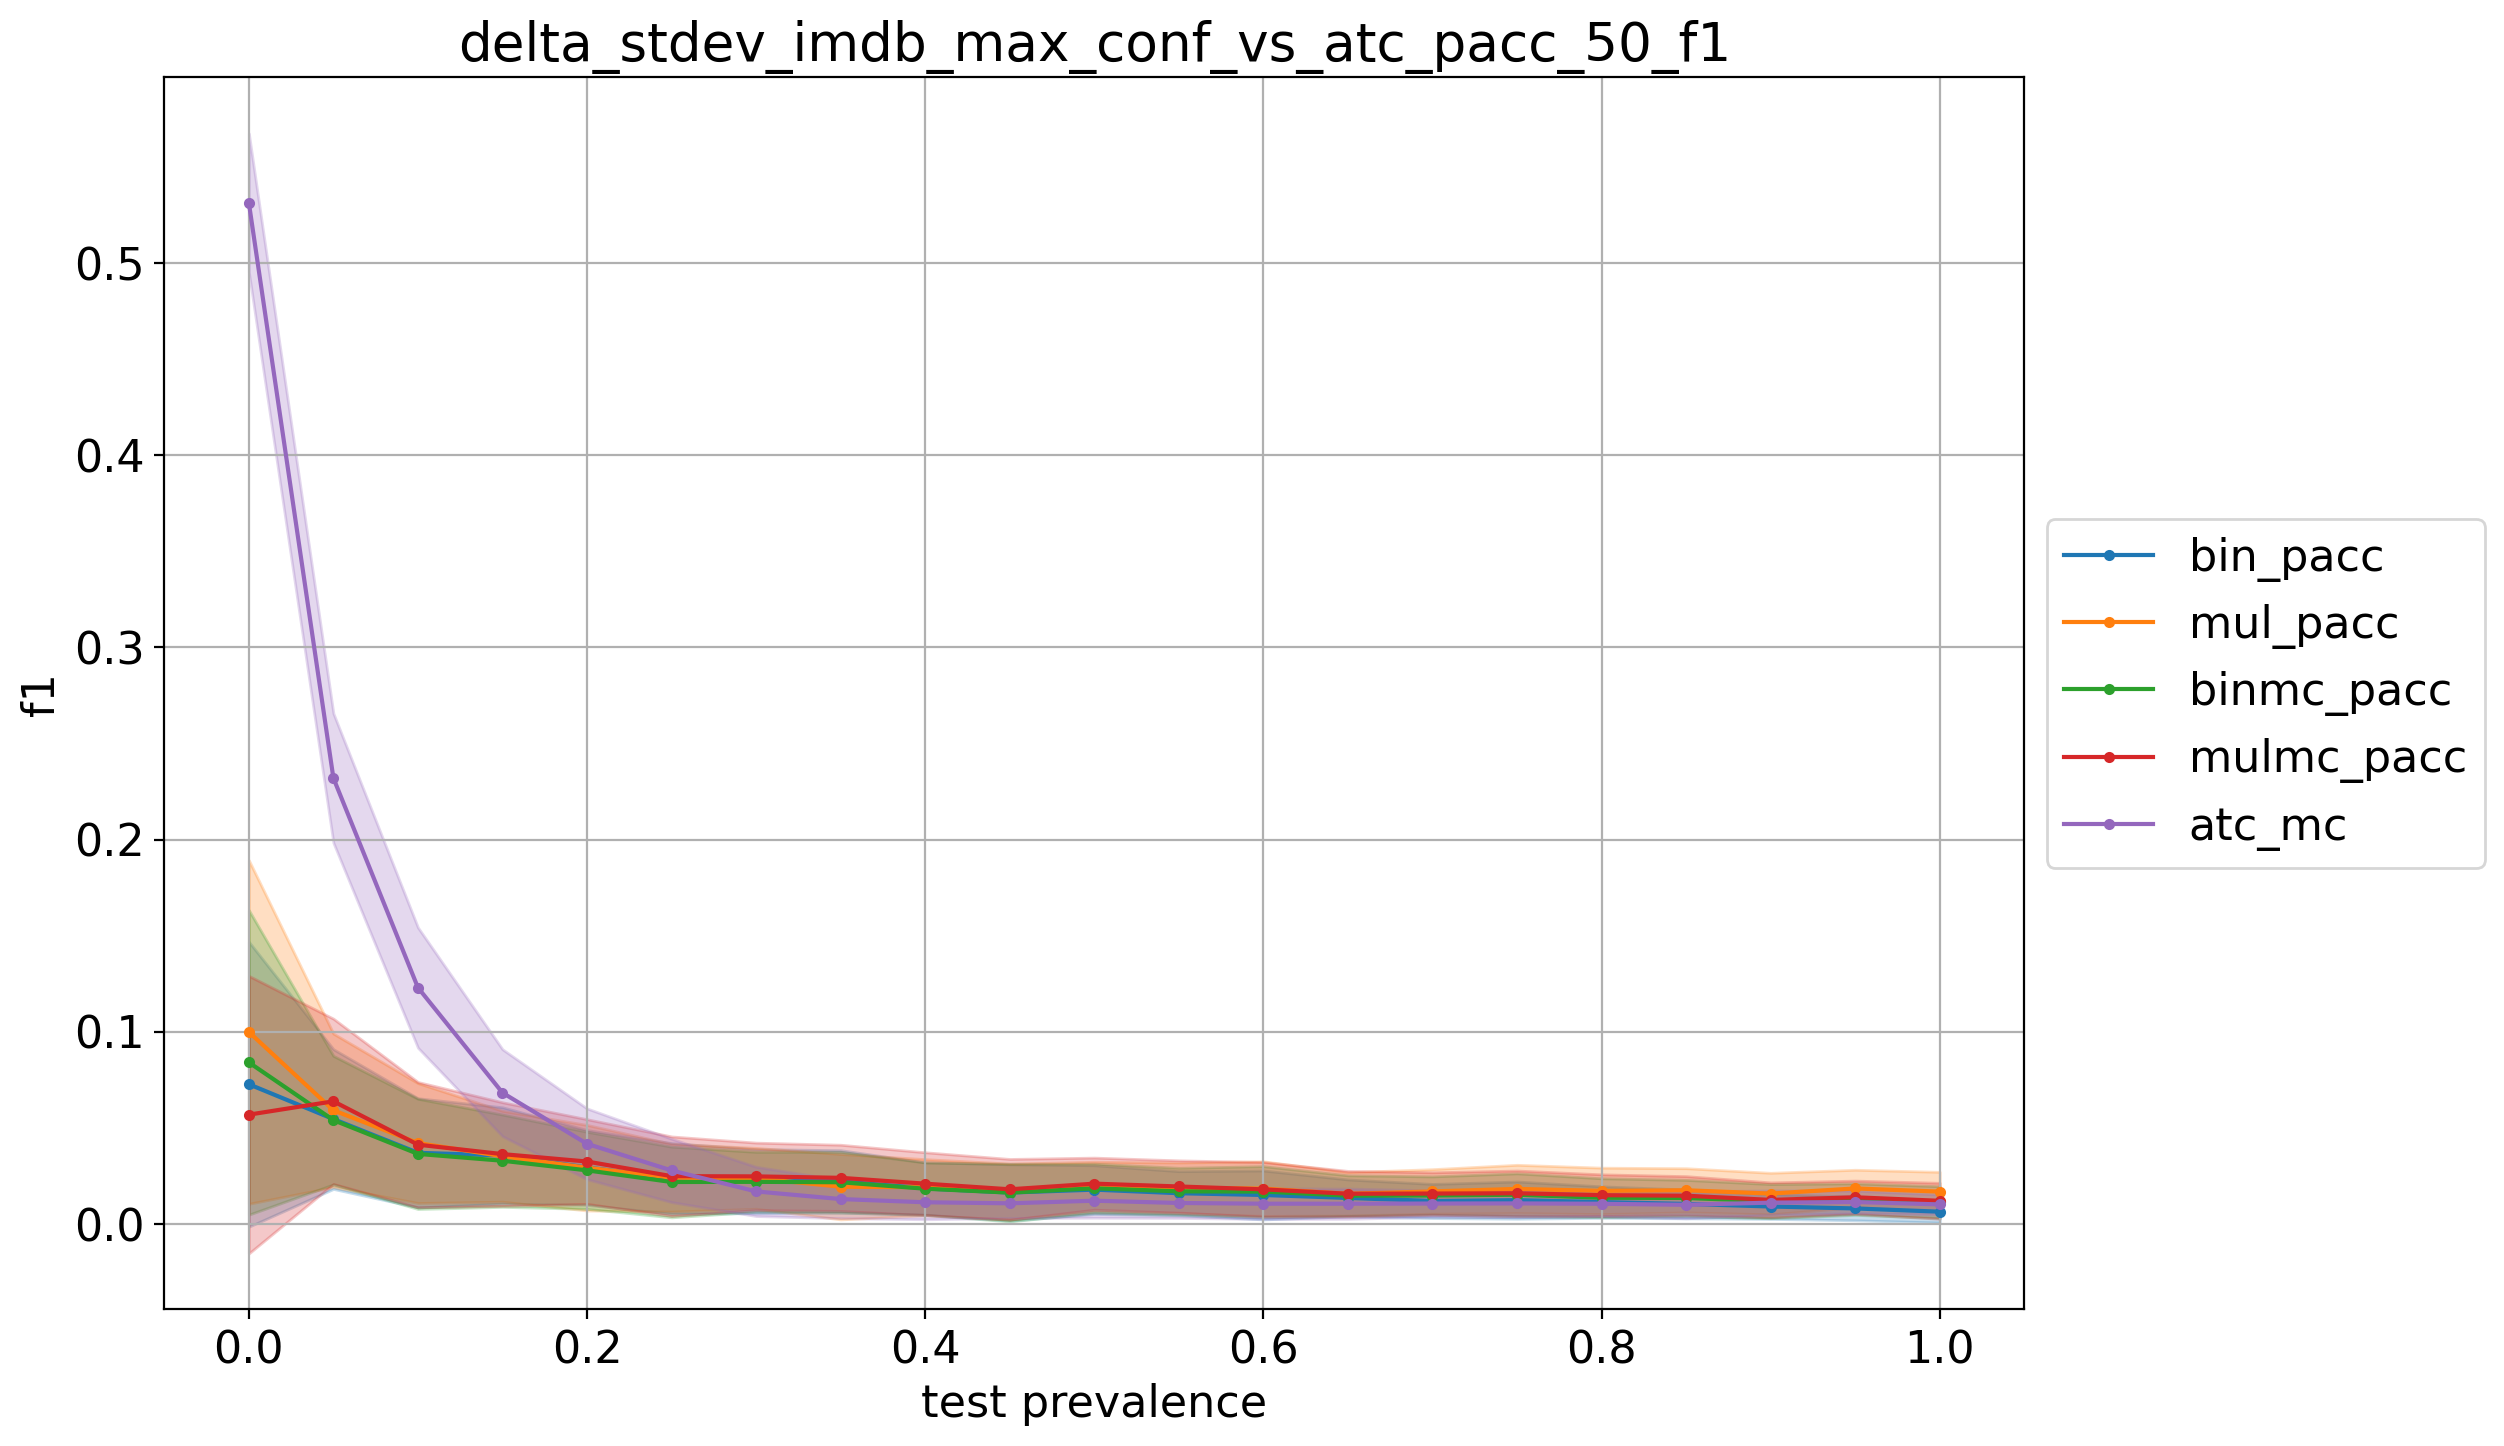 delta_stdev_imdb_max_conf_vs_atc_pacc_50_f1
0.5
0.4
0.3
0.2
0.1
0.0
f1
0.0 0.2 0.4 0.6 0.8 1.0
test prevalence
bin_pacc
mul_pacc
binmc_pacc
mulmc_pacc
atc_mc